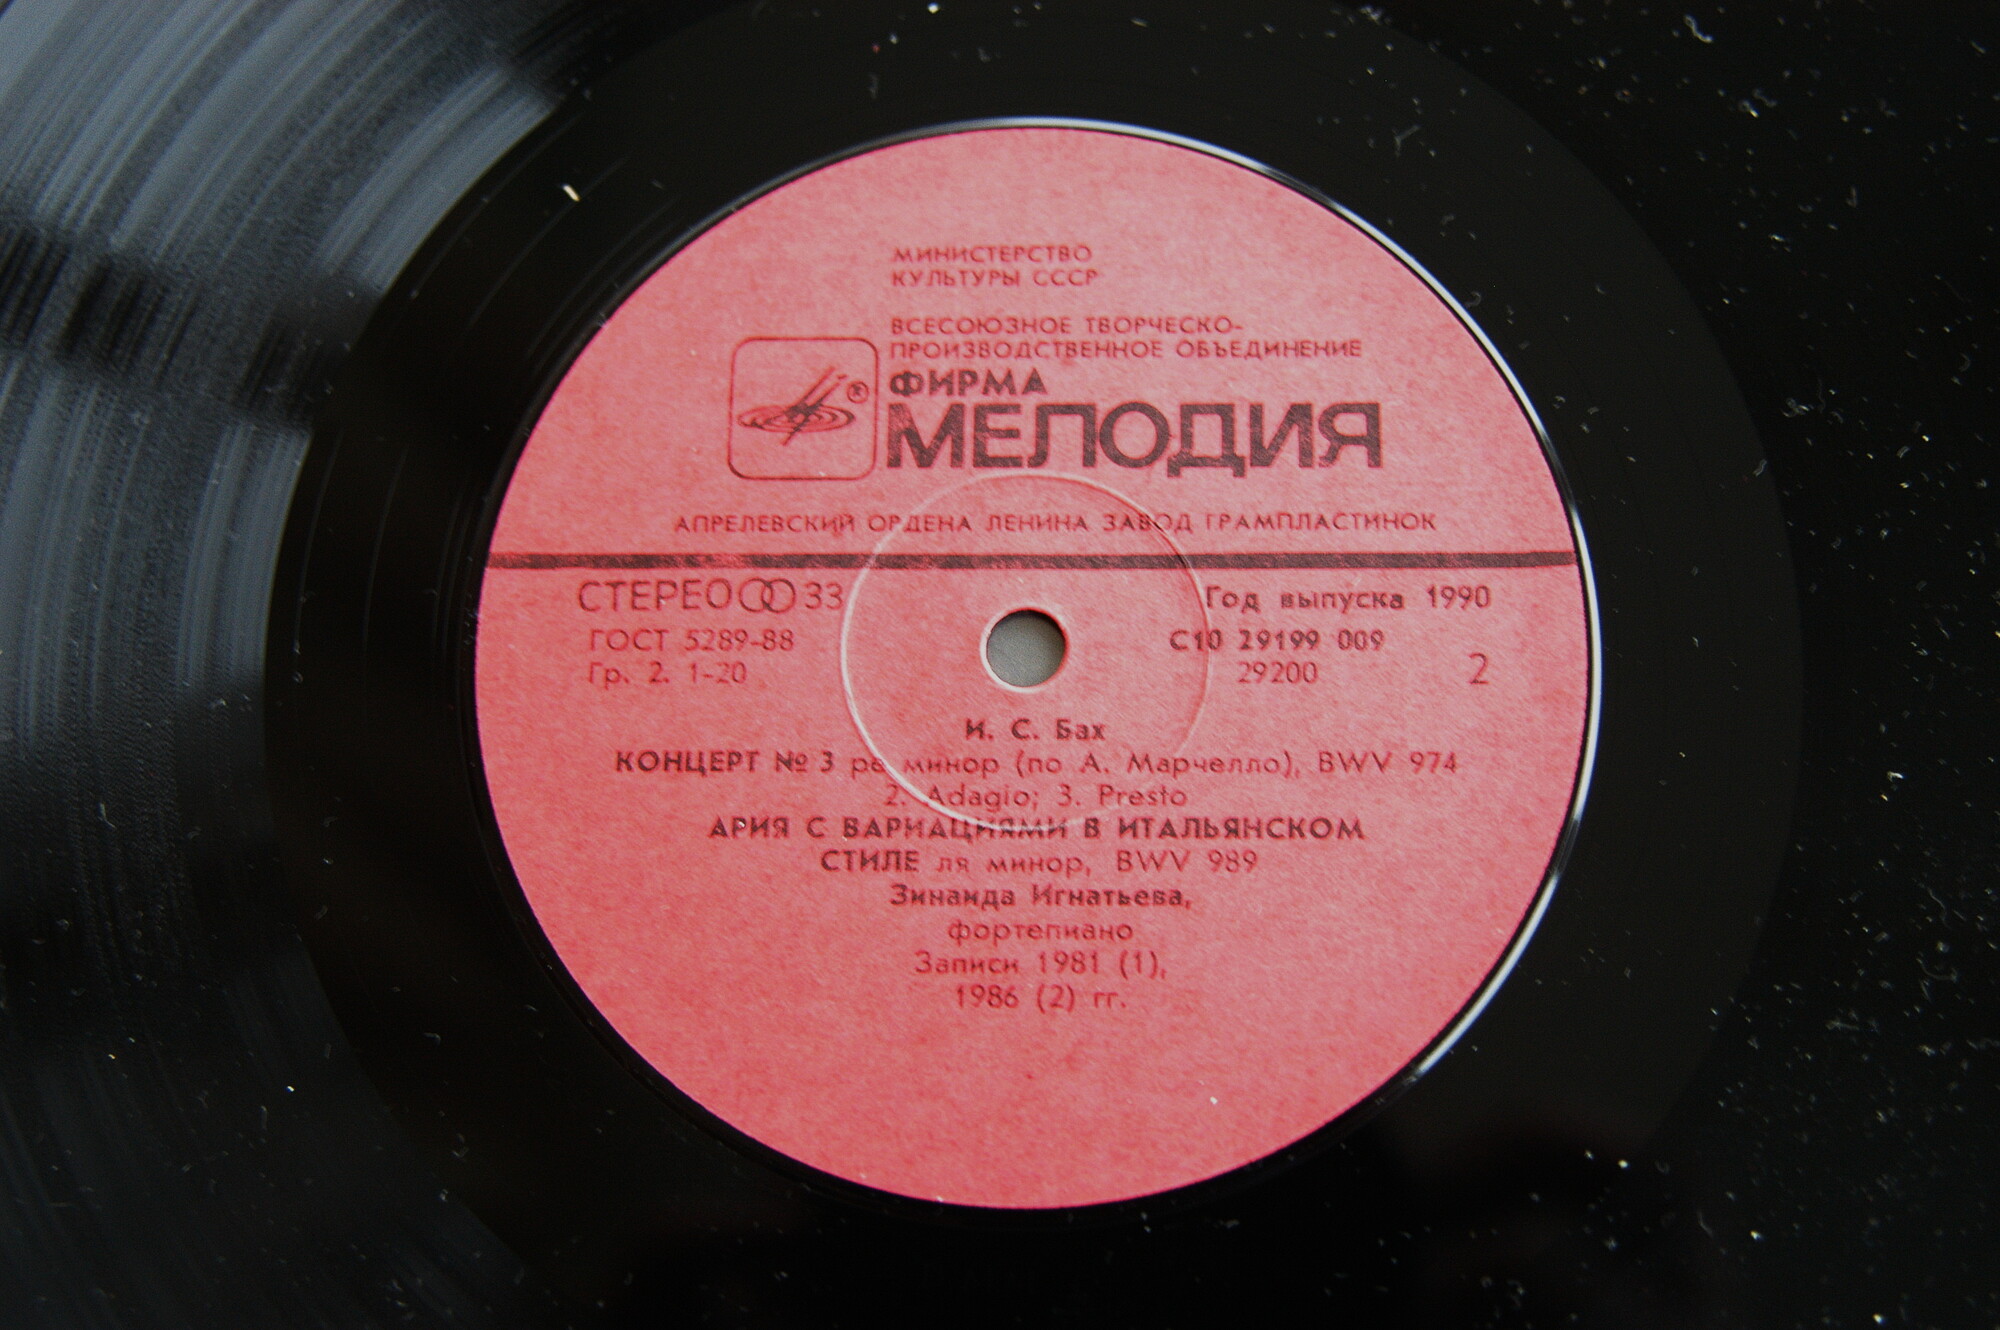 МИНИСТЕРСТВО
КУЛЬТУРЫ СССР
ВСЕСОЮЗНОЕ ТВОРЧЕСКО-
ПРОИЗВОДСТВЕННОЕ ОБЪЕДИНЕНИЕ
ФИРМА
®
МЕЛОДИЯ
АПРЕЛЕВСКИЙ ОРДЕНА ЛЕНИНА ЗАВОД ГРАМПЛАСТИНОК
СТЕРЕО 33
Год выпуска 1990
ГОСТ 5289-88
С10 29199 009
Гр. 2. 1-20
29200
2
И. С. Бах
КОНЦЕРТ № 3 ре минор (по А. Марчелло), BWV 974
2. Adagio; 3. Presto
АРИЯ С ВАРИАЦИЯМИ В ИТАЛЬЯНСКОМ
СТИЛЕ ля минор, BWV 989
Зинаида Игнатьева,
фортепиано
Записи 1981 (1),
1986 (2) гг.